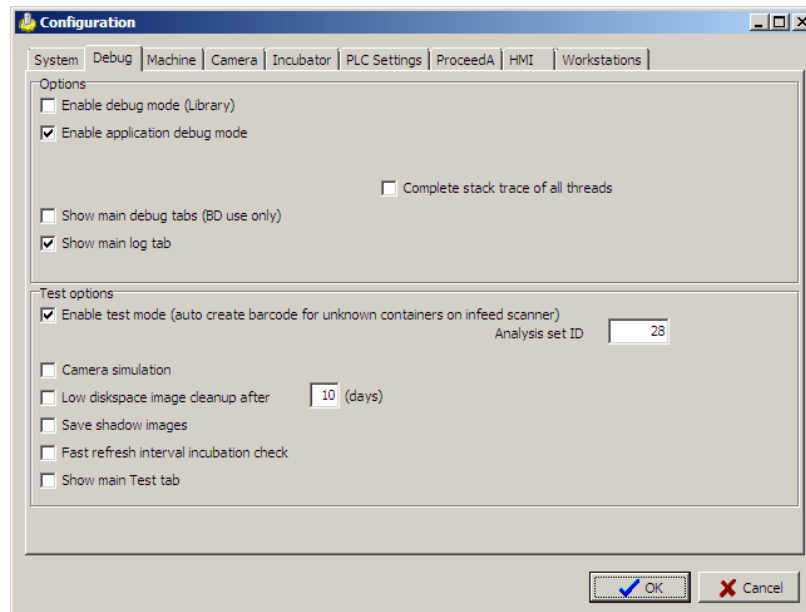 Configuration
System Debug Machine Camera Incubator PLC Settings ProceedA HMI Workstations
Options
Enable debug mode (Library)
Enable application debug mode
Complete stack trace of all threads
Show main debug tabs (BD use only)
Show main log tab
Test options
Enable test mode (auto create barcode for unknown containers on infeed scanner)
Analysis set ID 28
Camera simulation
Low diskspace image cleanup after 10 (days)
Save shadow images
Fast refresh interval incubation check
Show main Test tab
OK Cancel